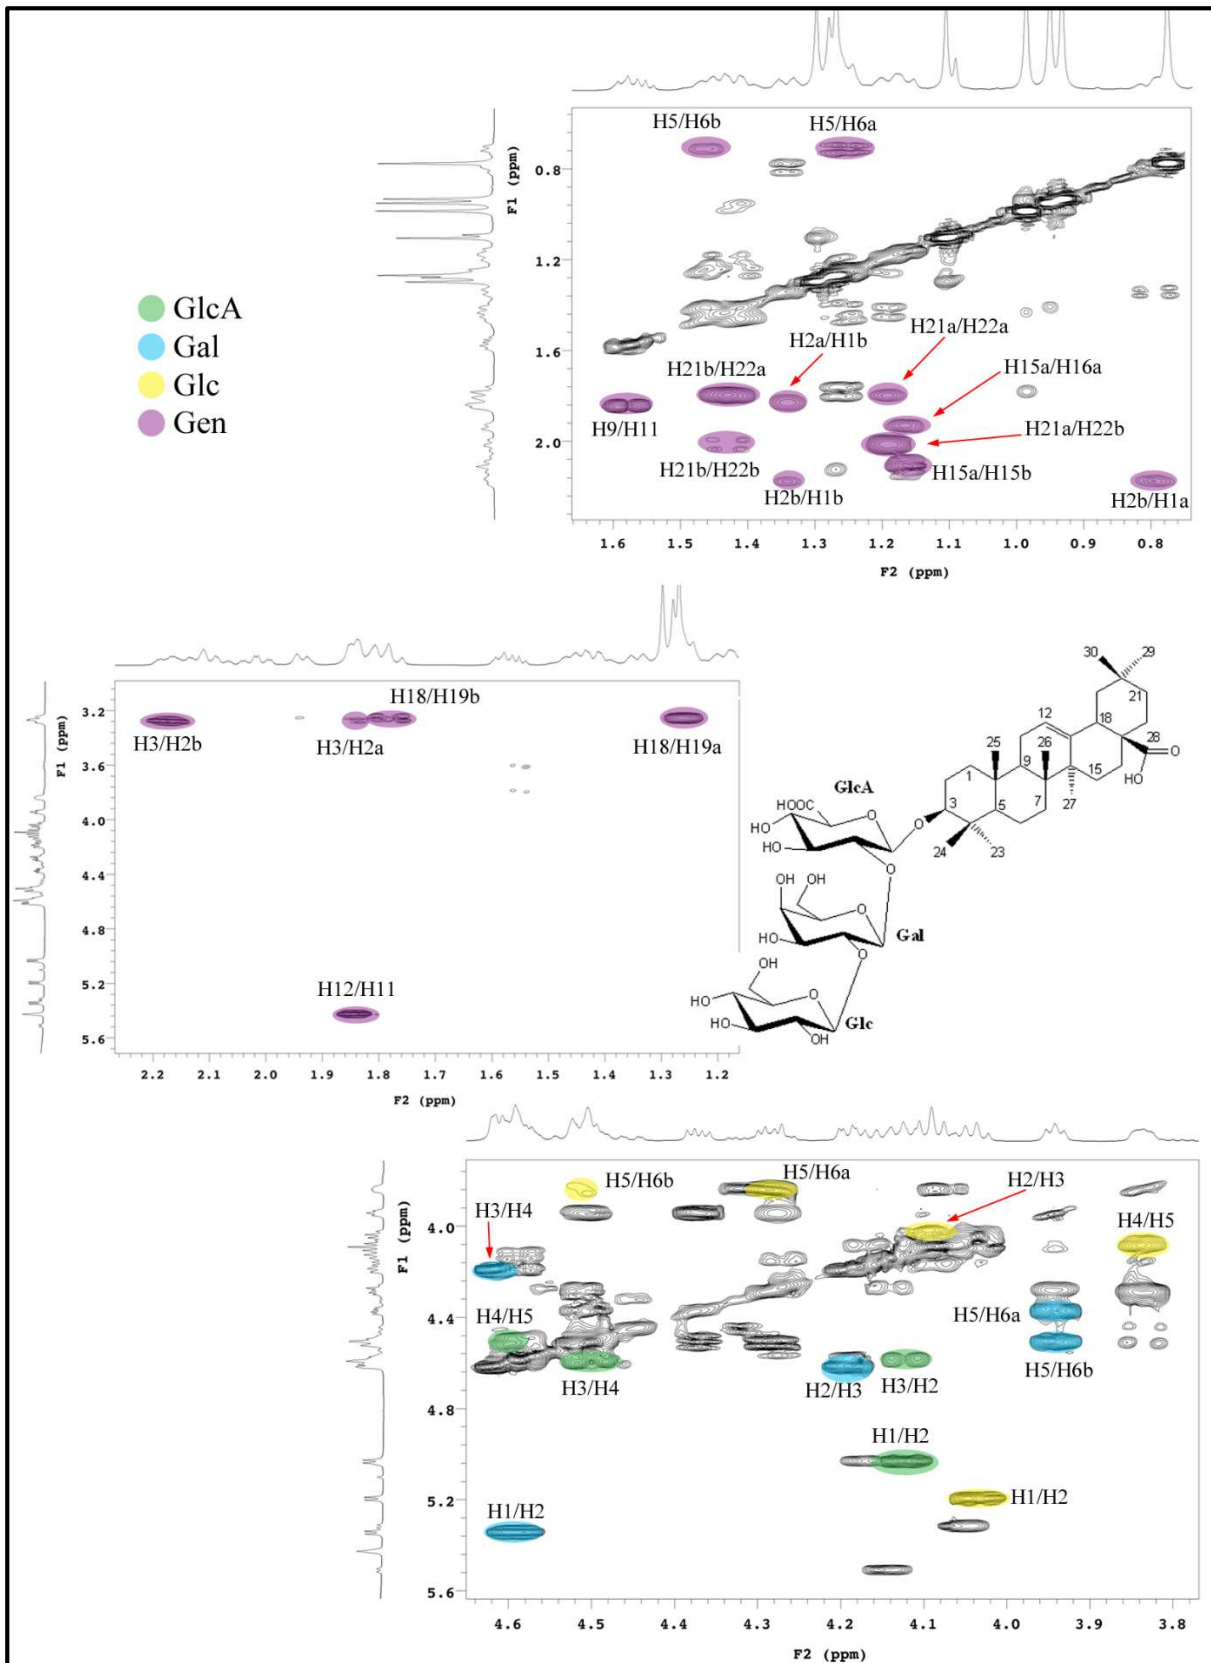 H5/H6b
H5/H6a
0.8
F1 (ppm)
1.2
GlcA
Gal
Glc
Gen
1.6
H2a/H1b
H21a/H22a
H21b/H22a
H15a/H16a
H9/H11
2.0
H21a/H22b
H21b/H22b
H2b/H1b
H15a/H15b
H2b/H1a
1.6 1.5 1.4 1.3 1.2 1.1 1.0 0.9 0.8
F2 (ppm)
3.2
H18/H19b
H3/H2b
H3/H2a
H18/H19a
F1 (ppm)
3.6
4.0
4.4
4.8
5.2
H12/H11
5.6
2.2 2.1 2.0 1.9 1.8 1.7 1.6 1.5 1.4 1.3 1.2
F2 (ppm)
30 29
21
12
18
28
25 26
O
HO
9
15
1
GlcA
27
HOOC
O
3
5
7
HO
O
HO
24
23
O
OH OH
O
HO
Gal
O
OH
O
HO
HO
Glc
OH
H5/H6b
H5/H6a
H2/H3
H3/H4
4.0
H4/H5
F1 (ppm)
H4/H5
4.4
H5/H6a
H3/H4
H2/H3
H3/H2
H5/H6b
4.8
H1/H2
5.2
H1/H2
H1/H2
5.6
4.6 4.5 4.4 4.3 4.2 4.1 4.0 3.9 3.8
F2 (ppm)